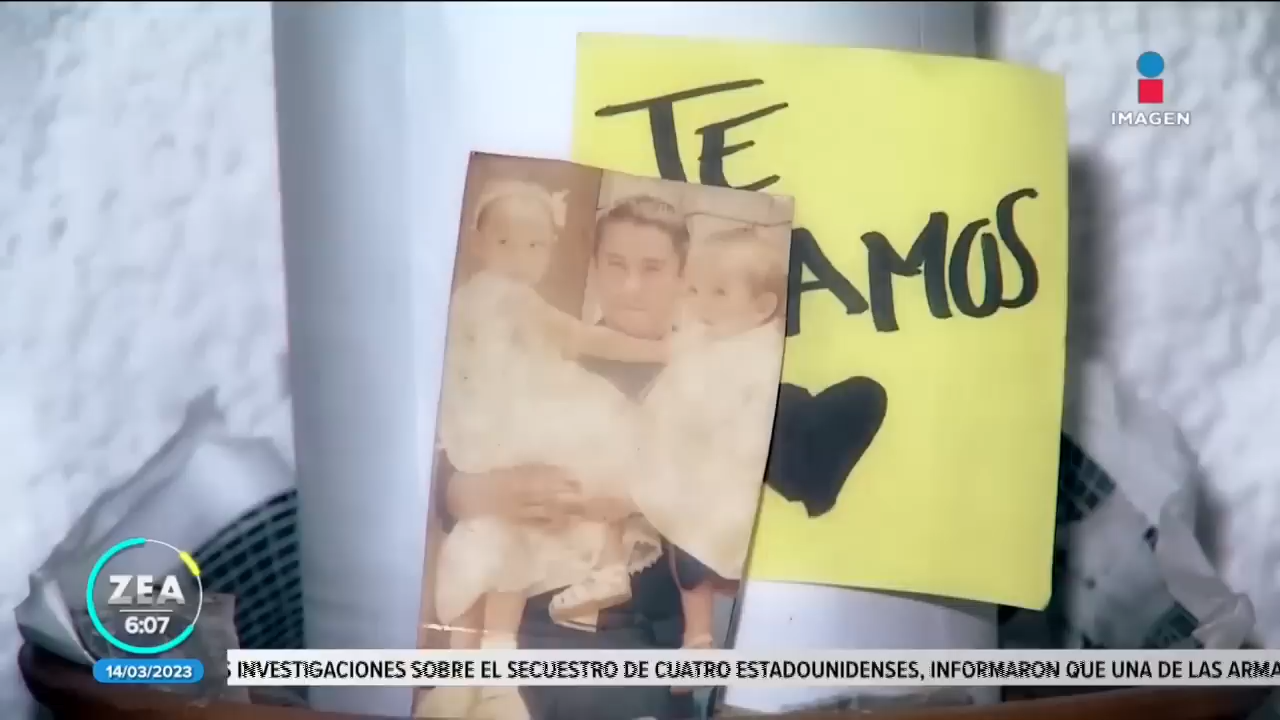 TE
AMOS
IMAGEN
ZEA
6:07
14/03/2023
INVESTIGACIONES SOBRE EL SECUESTRO DE CUATRO ESTADOUNIDENSES, INFORMARON QUE UNA DE LAS ARMA